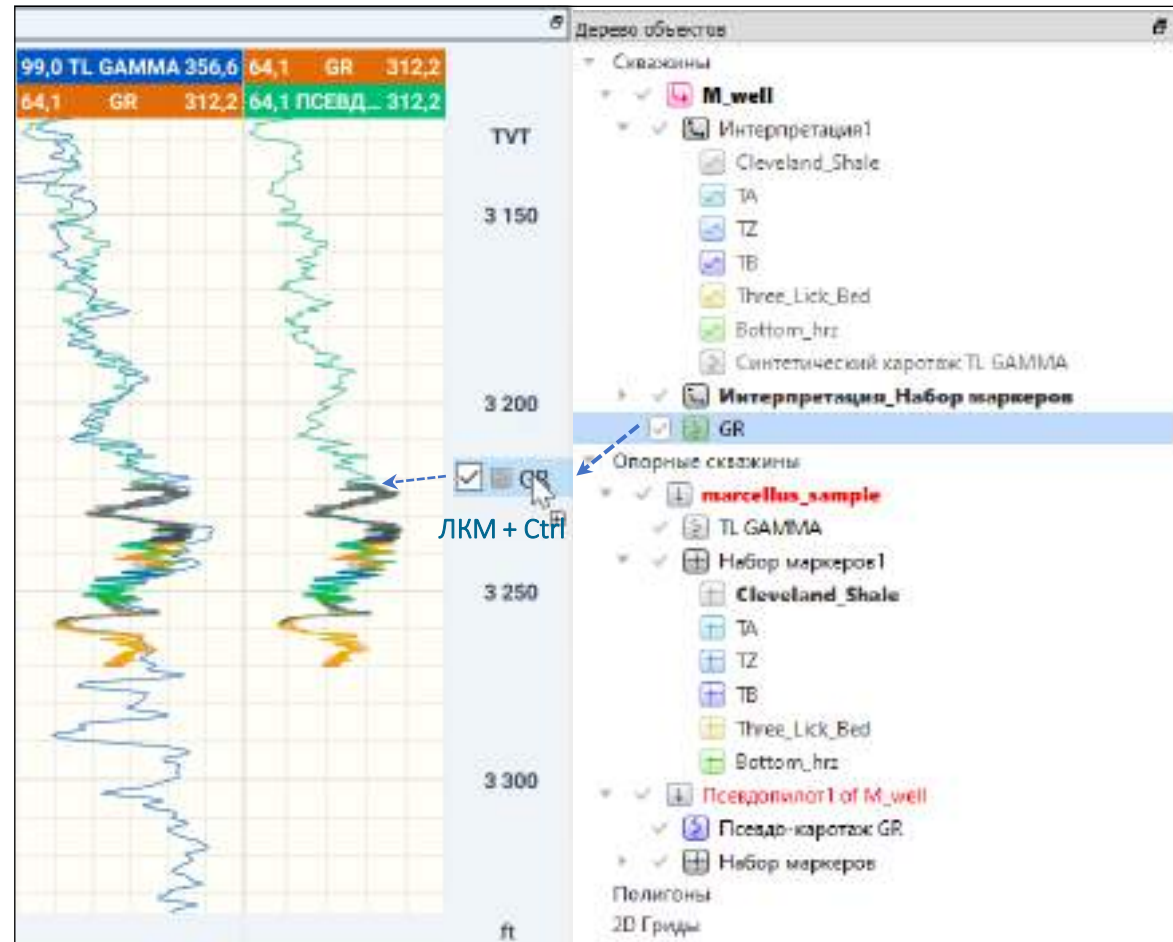 99,0 TL GAMMA 356,6
64,1 GR 312,2
64,1 GR 312,2
64,1 ПСЕВД... 312,2
TVT
3 150
3 200
GR
ЛКМ + Ctrl
3 250
3 300
ft
Дерево объектов
Скважины
M_well
Интерпретация1
Cleveland_Shale
TA
TZ
TB
Three_Lick_Bed
Bottom_hrz
Синтетический каротаж TL GAMMA
Интерпретация_Набор маркеров
GR
Опорные скважины
marcellus_sample
TL GAMMA
Набор маркеров1
Cleveland_Shale
TA
TZ
TB
Three_Lick_Bed
Bottom_hrz
Псевдопилот1 of M_well
Псевдо-каротаж GR
Набор маркеров
Полигоны
2D Гриды